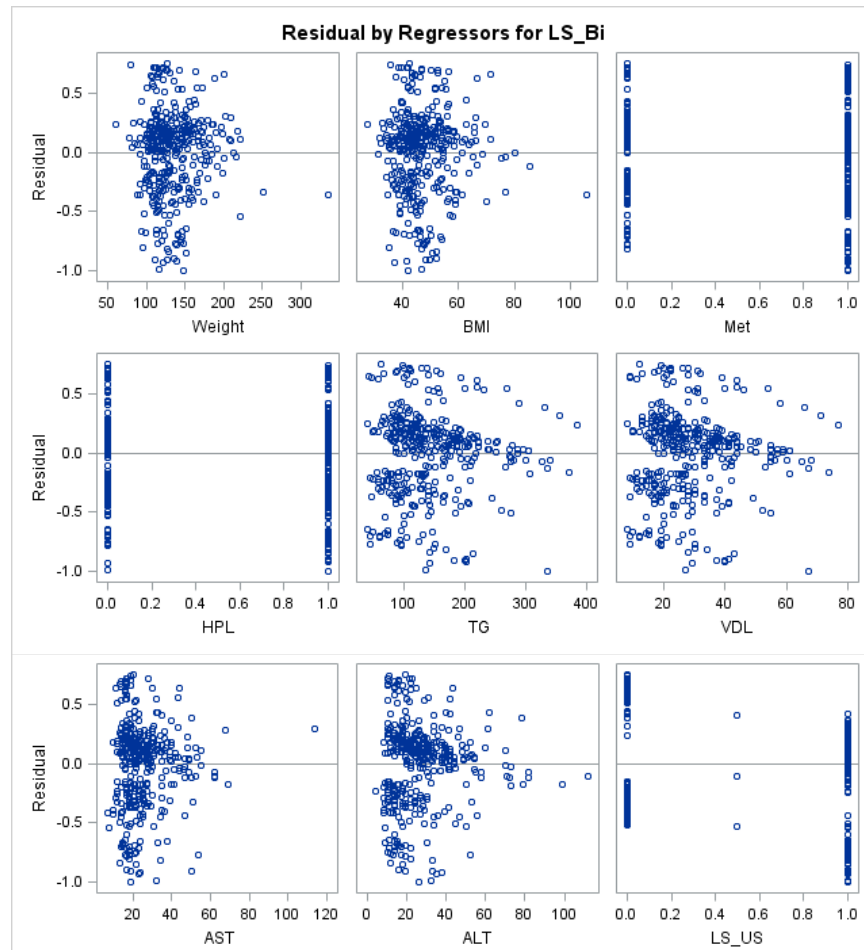 Residual by Regressors for LS_Bi
Residual
0.5
0.0
-0.5
-1.0
50 100 150 200 250 300
Weight
40 60 80 100
BMI
0.0 0.2 0.4 0.6 0.8 1.0
Met
Residual
0.5
0.0
-0.5
-1.0
0.0 0.2 0.4 0.6 0.8 1.0
HPL
100 200 300 400
TG
20 40 60 80
VDL
Residual
0.5
0.0
-0.5
-1.0
20 40 60 80 100 120
AST
0 20 40 60 80 100
ALT
0.0 0.2 0.4 0.6 0.8 1.0
LS_US